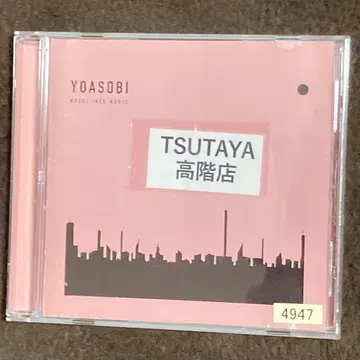 YOASOBI
NOVEL INTO MUSIC
TSUTAYA
高階店
4947